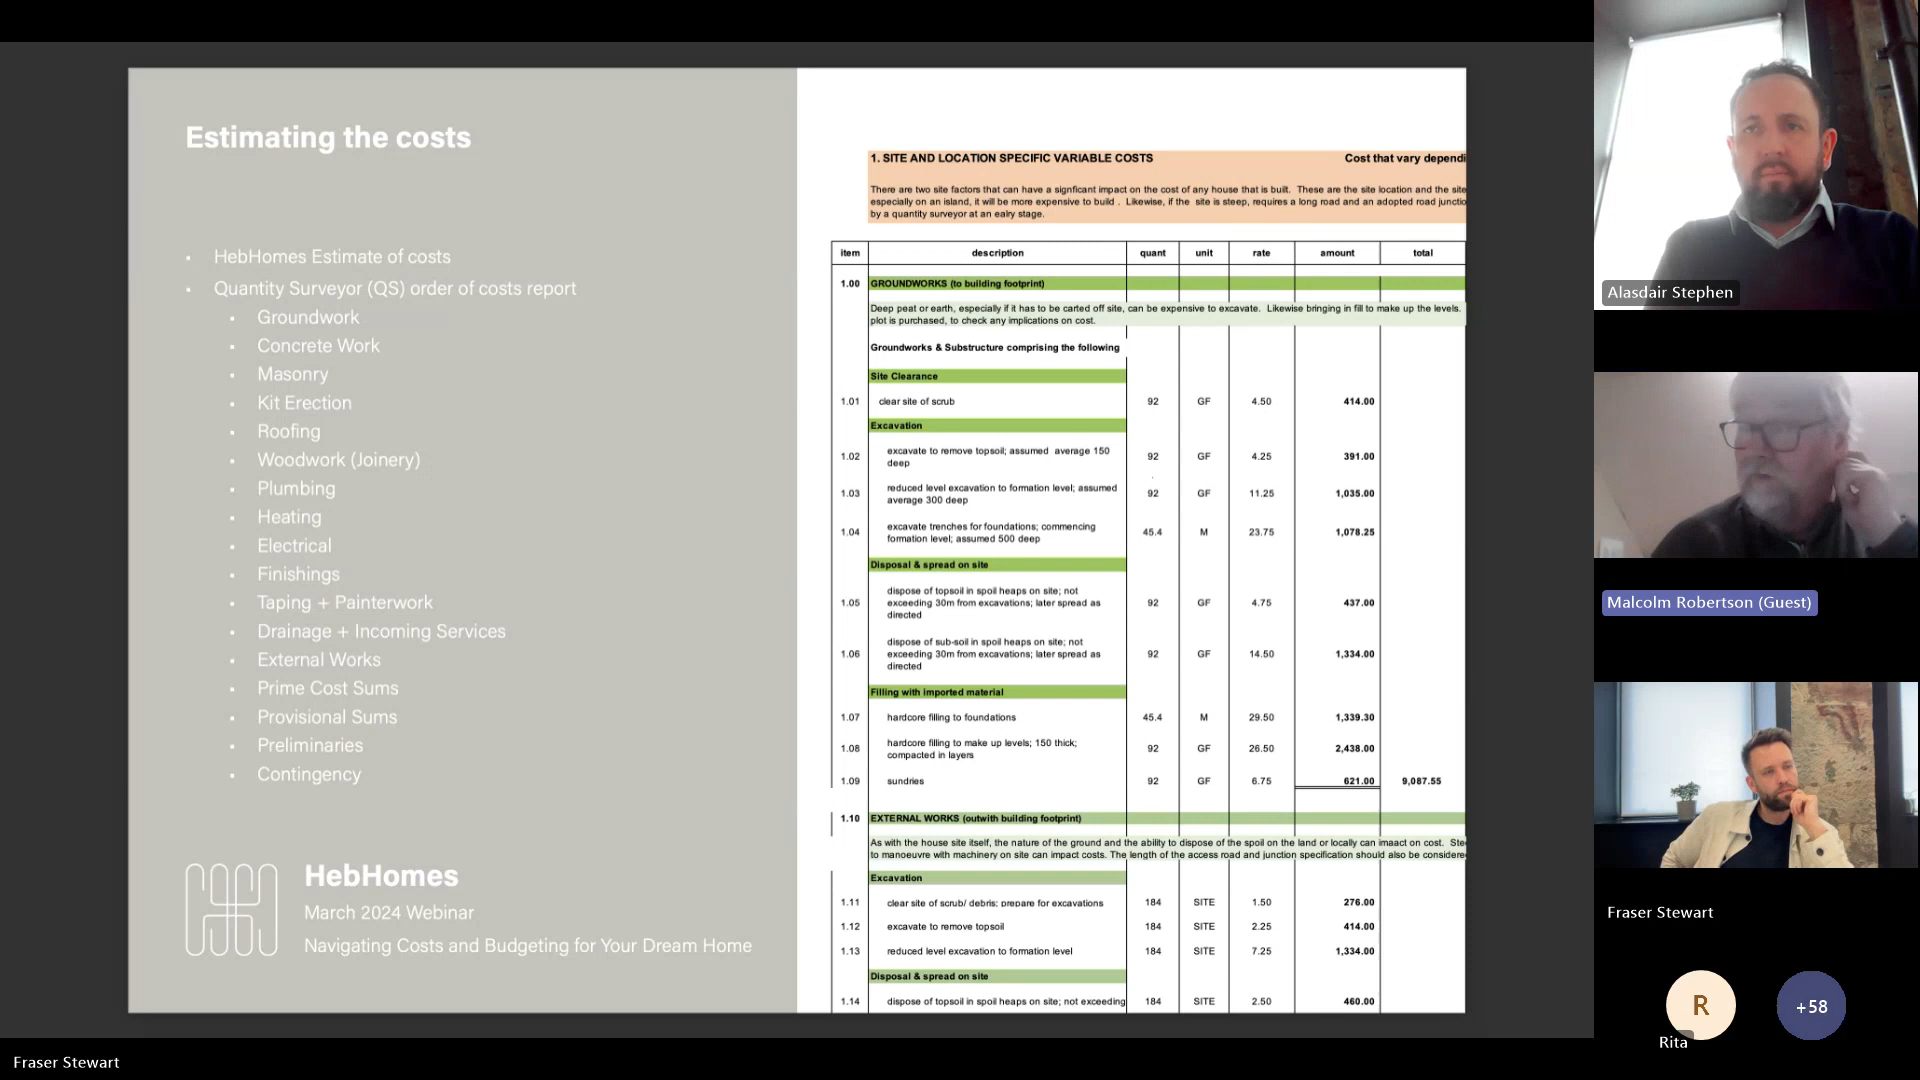 Estimating the costs
• HebHomes Estimate of costs
• Quantity Surveyor (QS) order of costs report
• Groundwork
• Concrete Work
• Masonry
• Kit Erection
• Roofing
• Woodwork (Joinery)
• Plumbing
• Heating
• Electrical
• Finishings
• Taping + Painterwork
• Drainage + Incoming Services
• External Works
• Prime Cost Sums
• Provisional Sums
• Preliminaries
• Contingency
HebHomes
March 2024 Webinar
Navigating Costs and Budgeting for Your Dream Home
1. SITE AND LOCATION SPECIFIC VARIABLE COSTS Cost that vary dependi
There are two site factors that can have a signficant impact on the cost of any house that is built. These are the site location and the site
especially on an island, it will be more expensive to build . Likewise, if the site is steep, requires a long road and an adopted road junctio
by a quantity surveyor at an ealry stage.
item description quant unit rate amount total
1.00 GROUNDWORKS (to building footprint)
Deep peat or earth, especially if it has to be carted off site, can be expensive to excavate. Likewise bringing in fill to make up the levels.
plot is purchased, to check any implications on cost.
Groundworks & Substructure comprising the following
Site Clearance
1.01 clear site of scrub 92 GF 4.50 414.00
Excavation
1.02 excavate to remove topsoil; assumed average 150
deep 92 GF 4.25 391.00
1.03 reduced level excavation to formation level; assumed
average 300 deep 92 GF 11.25 1,035.00
1.04 excavate trenches for foundations; commencing
formation level; assumed 500 deep 45.4 M 23.75 1,078.25
Disposal & spread on site
1.05 dispose of topsoil in spoil heaps on site; not
exceeding 30m from excavations; later spread as
directed 92 GF 4.75 437.00
1.06 dispose of sub-soil in spoil heaps on site; not
exceeding 30m from excavations; later spread as
directed 92 GF 14.50 1,334.00
Filling with imported material
1.07 hardcore filling to foundations 45.4 M 29.50 1,339.30
1.08 hardcore filling to make up levels; 150 thick;
compacted in layers 92 GF 26.50 2,438.00
1.09 sundries 92 GF 6.75 621.00 9,087.55
1.10 EXTERNAL WORKS (outwith building footprint)
As with the house site itself, the nature of the ground and the ability to dispose of the spoil on the land or locally can imaact on cost. Ste
to manoeuvre with machinery on site can impact costs. The length of the access road and junction specification should also be considere
Excavation
1.11 clear site of scrub/ debris; prepare for excavations 184 SITE 1.50 276.00
1.12 excavate to remove topsoil 184 SITE 2.25 414.00
1.13 reduced level excavation to formation level 184 SITE 7.25 1,334.00
Disposal & spread on site
1.14 dispose of topsoil in spoil heaps on site; not exceeding 184 SITE 2.50 460.00
Alasdair Stephen
Malcolm Robertson (Guest)
Fraser Stewart
R
Rita
+58
Fraser Stewart